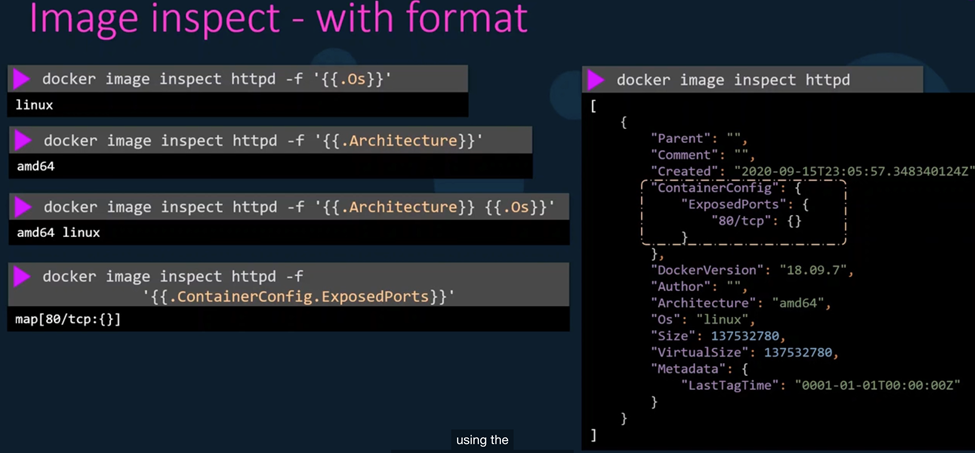 Image inspect - with format
docker image inspect httpd -f '{{.Os}}'
linux
docker image inspect httpd -f '{{.Architecture}}'
amd64
docker image inspect httpd -f '{{.Architecture}} {{.Os}}'
amd64 linux
docker image inspect httpd -f
'{{.ContainerConfig.ExposedPorts}}'
map[80/tcp:{}]
docker image inspect httpd
[
{
"Parent": "",
"Comment": "",
"Created": "2020-09-15T23:05:57.348340124Z"
"ContainerConfig": {
"ExposedPorts": {
"80/tcp": {}
}
},
"DockerVersion": "18.09.7",
"Author": "",
"Architecture": "amd64",
"Os": "linux",
"Size": 137532780,
"VirtualSize": 137532780,
"Metadata": {
"LastTagTime": "0001-01-01T00:00:00Z"
}
}
]
using the